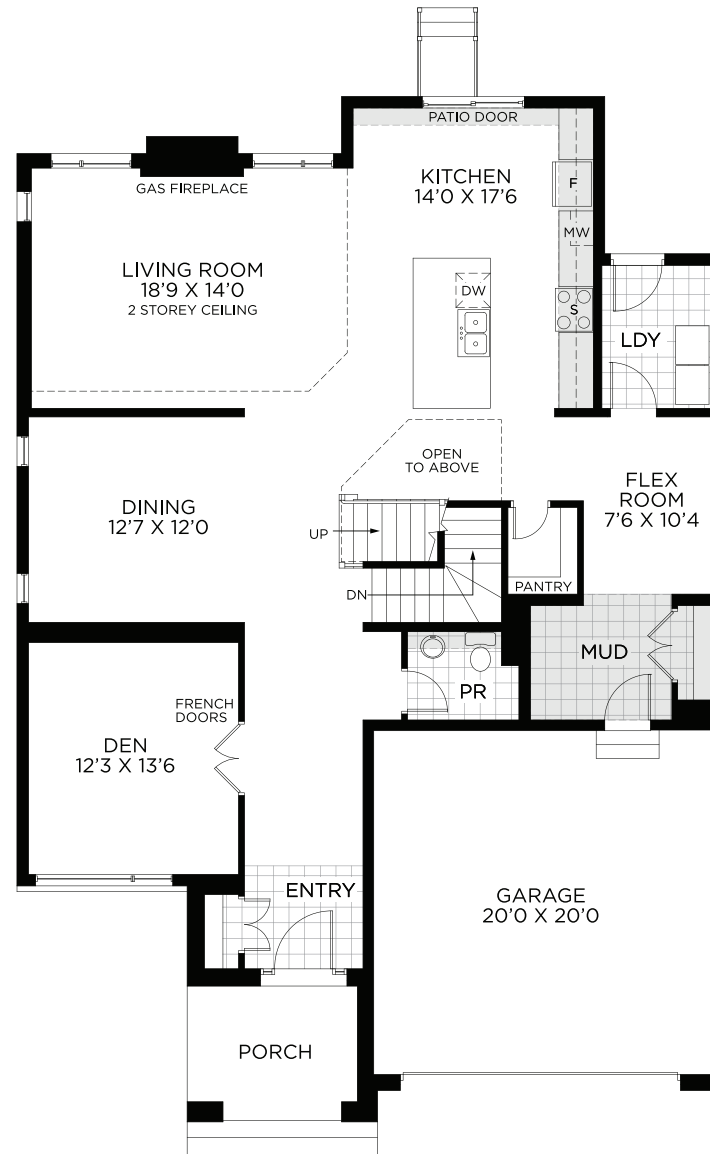 PATIO DOOR
KITCHEN
14'0 X 17'6
F
MW
GAS FIREPLACE
LIVING ROOM
18'9 X 14'0
2 STOREY CEILING
DW
S
LDY
OPEN
TO ABOVE
FLEX
ROOM
7'6 X 10'4
DINING
12'7 X 12'0
UP
DN
PANTRY
MUD
PR
FRENCH
DOORS
DEN
12'3 X 13'6
ENTRY
GARAGE
20'0 X 20'0
PORCH